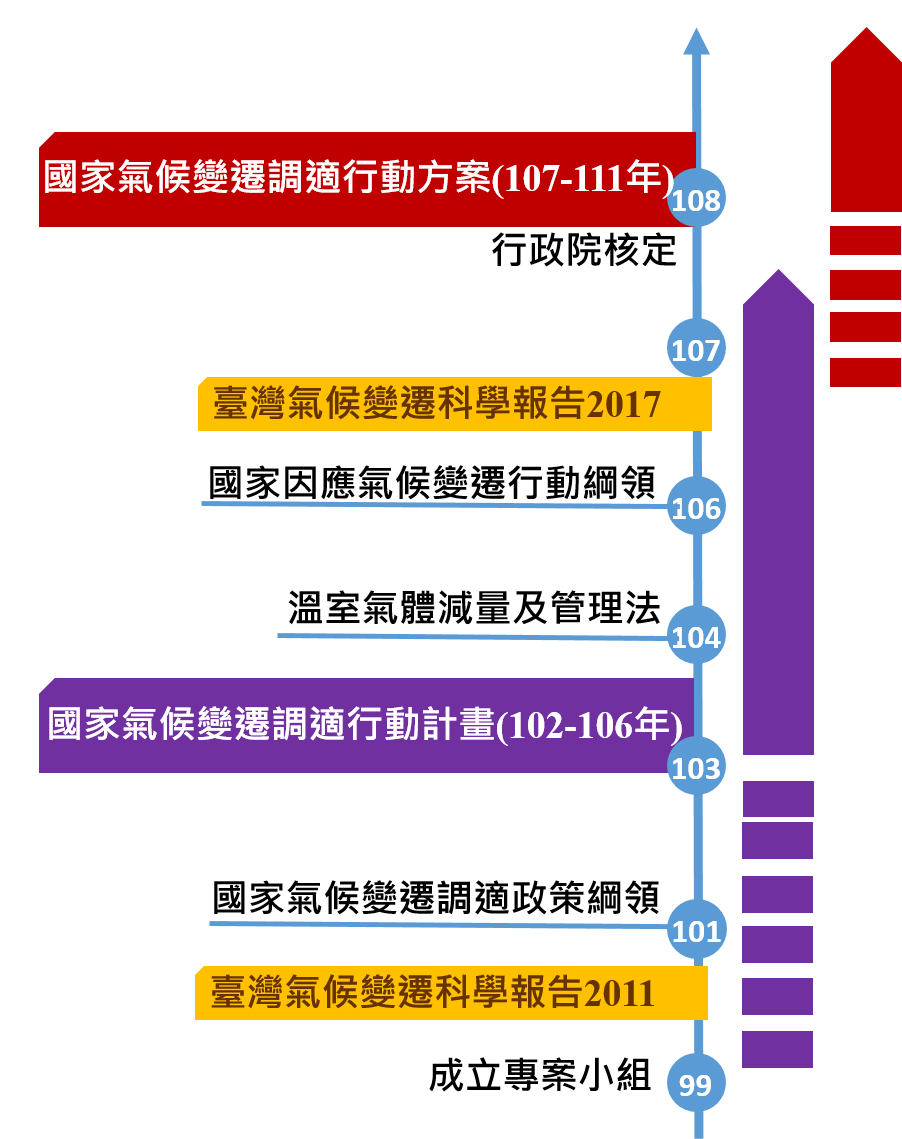 國家氣候變遷調適行動方案(107-111年)
108
行政院核定
107
臺灣氣候變遷科學報告2017
國家因應氣候變遷行動綱領
106
溫室氣體減量及管理法
104
國家氣候變遷調適行動計畫(102-106年)
103
國家氣候變遷調適政策綱領
101
臺灣氣候變遷科學報告2011
成立專案小組
99